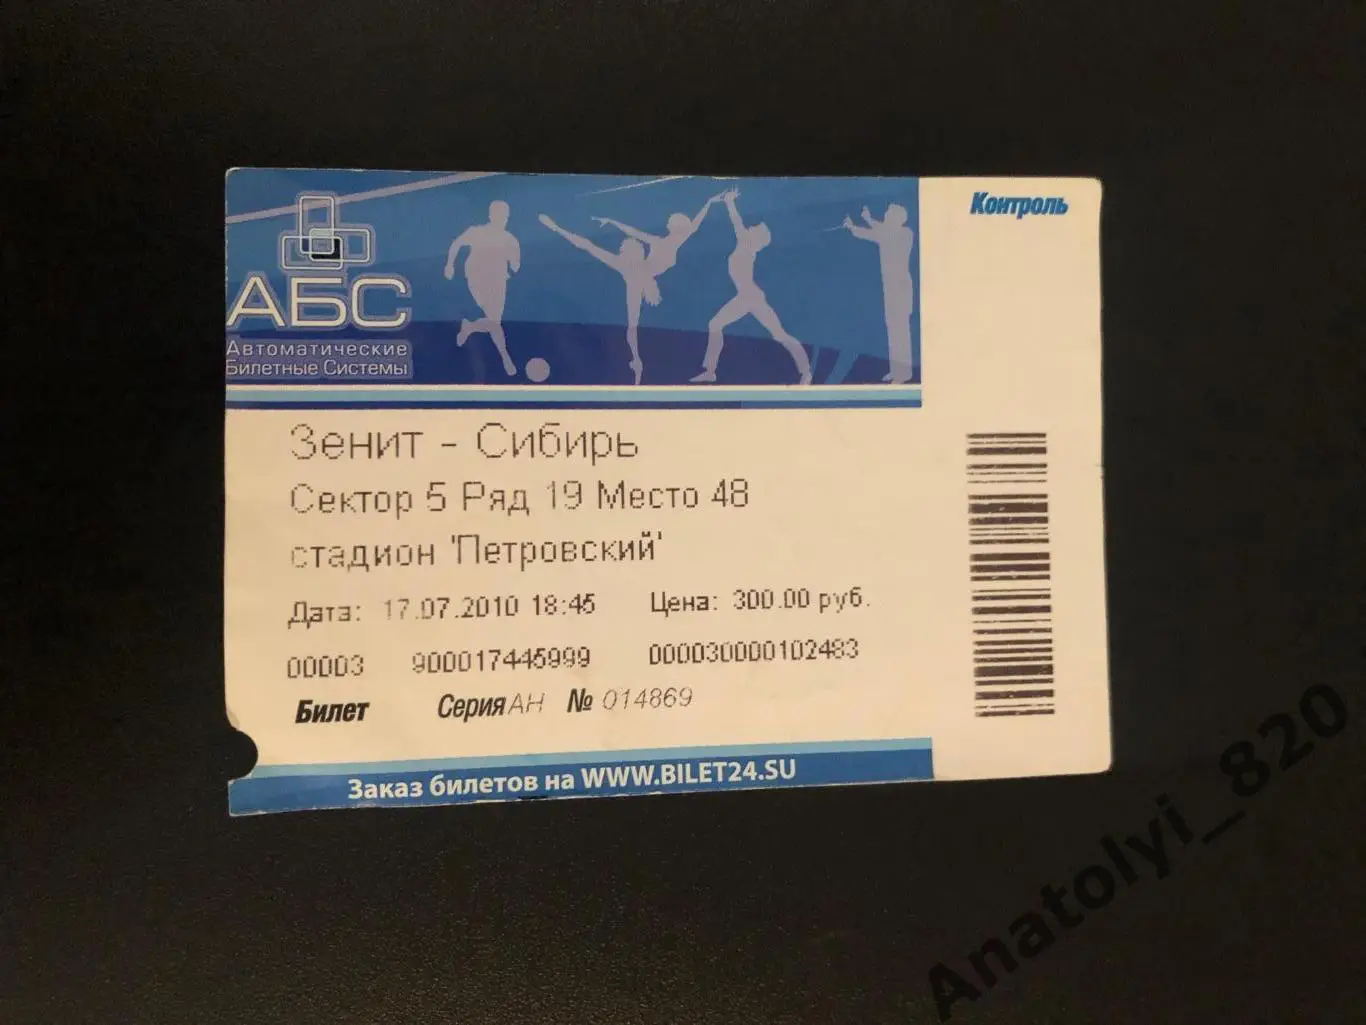 Контроль
АБС
Автоматические
Билетные Системы
Зенит - Сибирь
Сектор 5 Ряд 19 Место 48
стадион 'Петровский'
Дата: 17.07.2010 18:45 Цена: 300.00 руб.
00003 900017445999 000030000102483
Билет Серия АН № 014869
Заказ билетов на WWW.BILET24.SU
Anatolyi_820